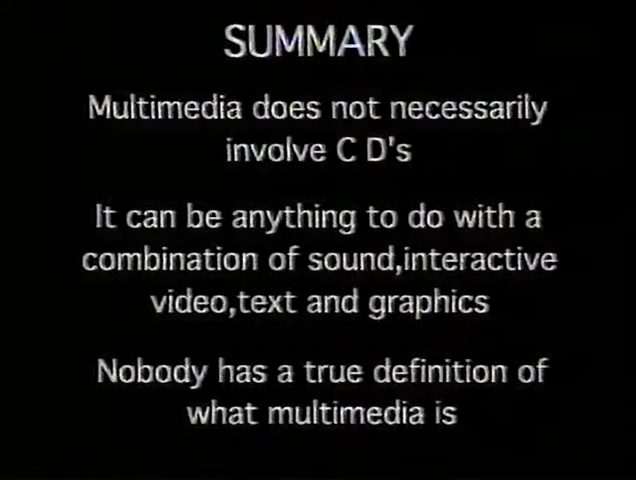 SUMMARY
Multimedia does not necessarily
involve C D's
It can be anything to do with a
combination of sound,interactive
video,text and graphics
Nobody has a true definition of
what multimedia is